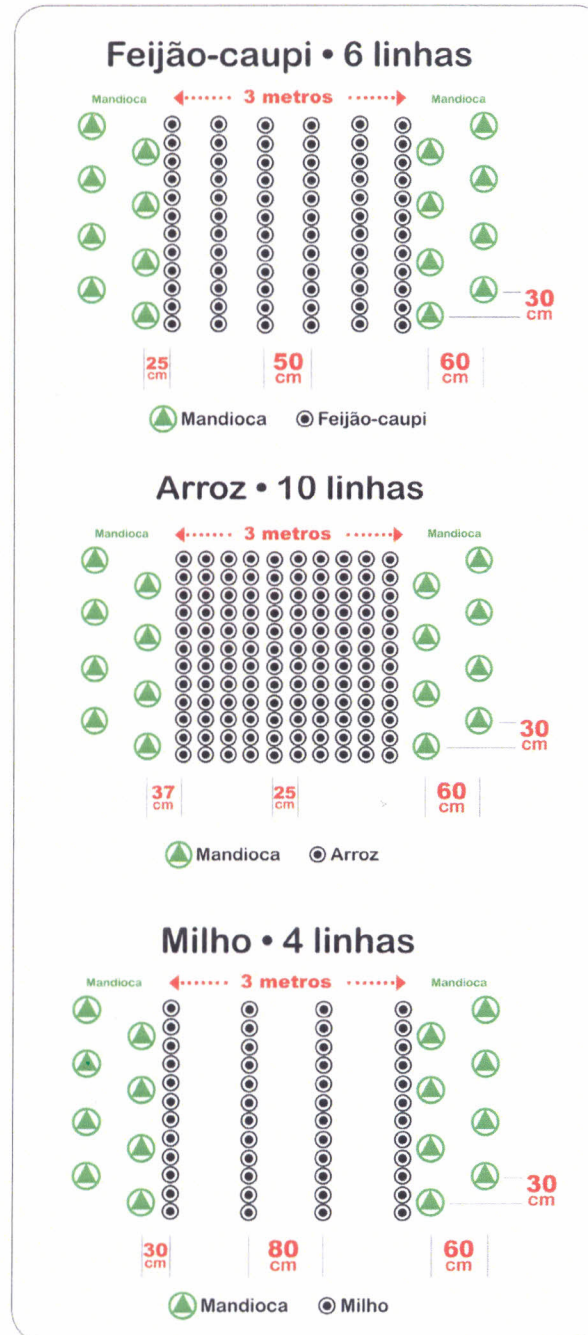 Feijão-caupi • 6 linhas
Mandioca 3 metros Mandioca
30
cm
25
cm
50
cm
60
cm
Mandioca Feijão-caupi
Arroz • 10 linhas
Mandioca 3 metros Mandioca
30
cm
37
cm
25
cm
60
cm
Mandioca Arroz
Milho • 4 linhas
Mandioca 3 metros Mandioca
30
cm
30
cm
80
cm
60
cm
Mandioca Milho